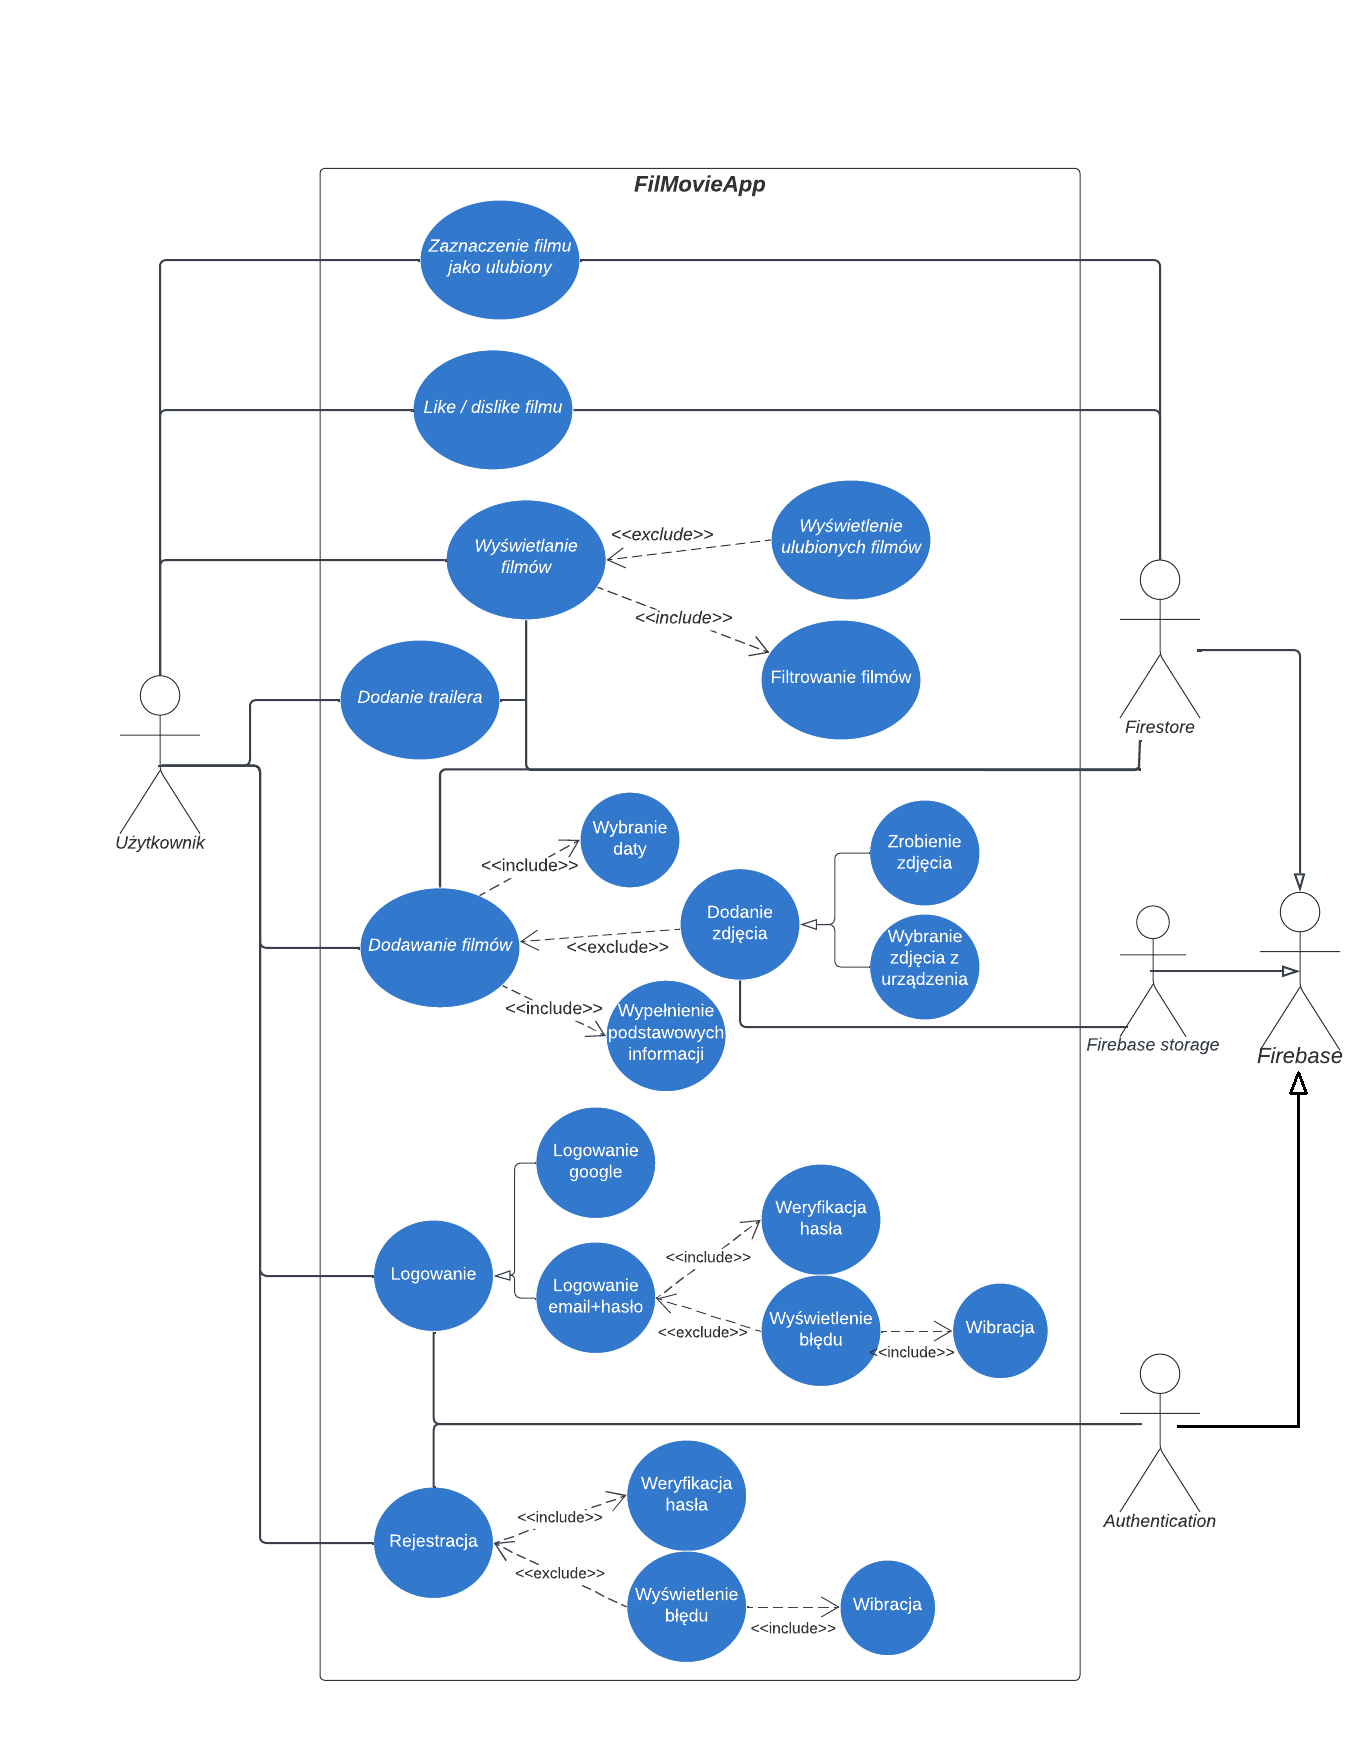 FilMovieApp
Zaznaczenie filmu
jako ulubiony
Like / dislike filmu
Wyświetlanie
filmów
<<exclude>>
Wyświetlenie
ulubionych filmów
<<include>>
Filtrowanie filmów
Dodanie trailera
Firestore
Użytkownik
Wybranie
daty
<<include>>
Zrobienie
zdjęcia
Dodanie
zdjęcia
Dodawanie filmów
<<exclude>>
Wybranie
zdjęcia z
urządzenia
<<include>>
Wypełnienie
podstawowych
informacji
Firebase storage
Firebase
Logowanie
google
Logowanie
Logowanie
email+hasło
<<include>>
Weryfikacja
hasła
<<exclude>>
Wyświetlenie
błędu
<<include>>
Wibracja
Authentication
Rejestracja
<<include>>
Weryfikacja
hasła
<<exclude>>
Wyświetlenie
błędu
<<include>>
Wibracja